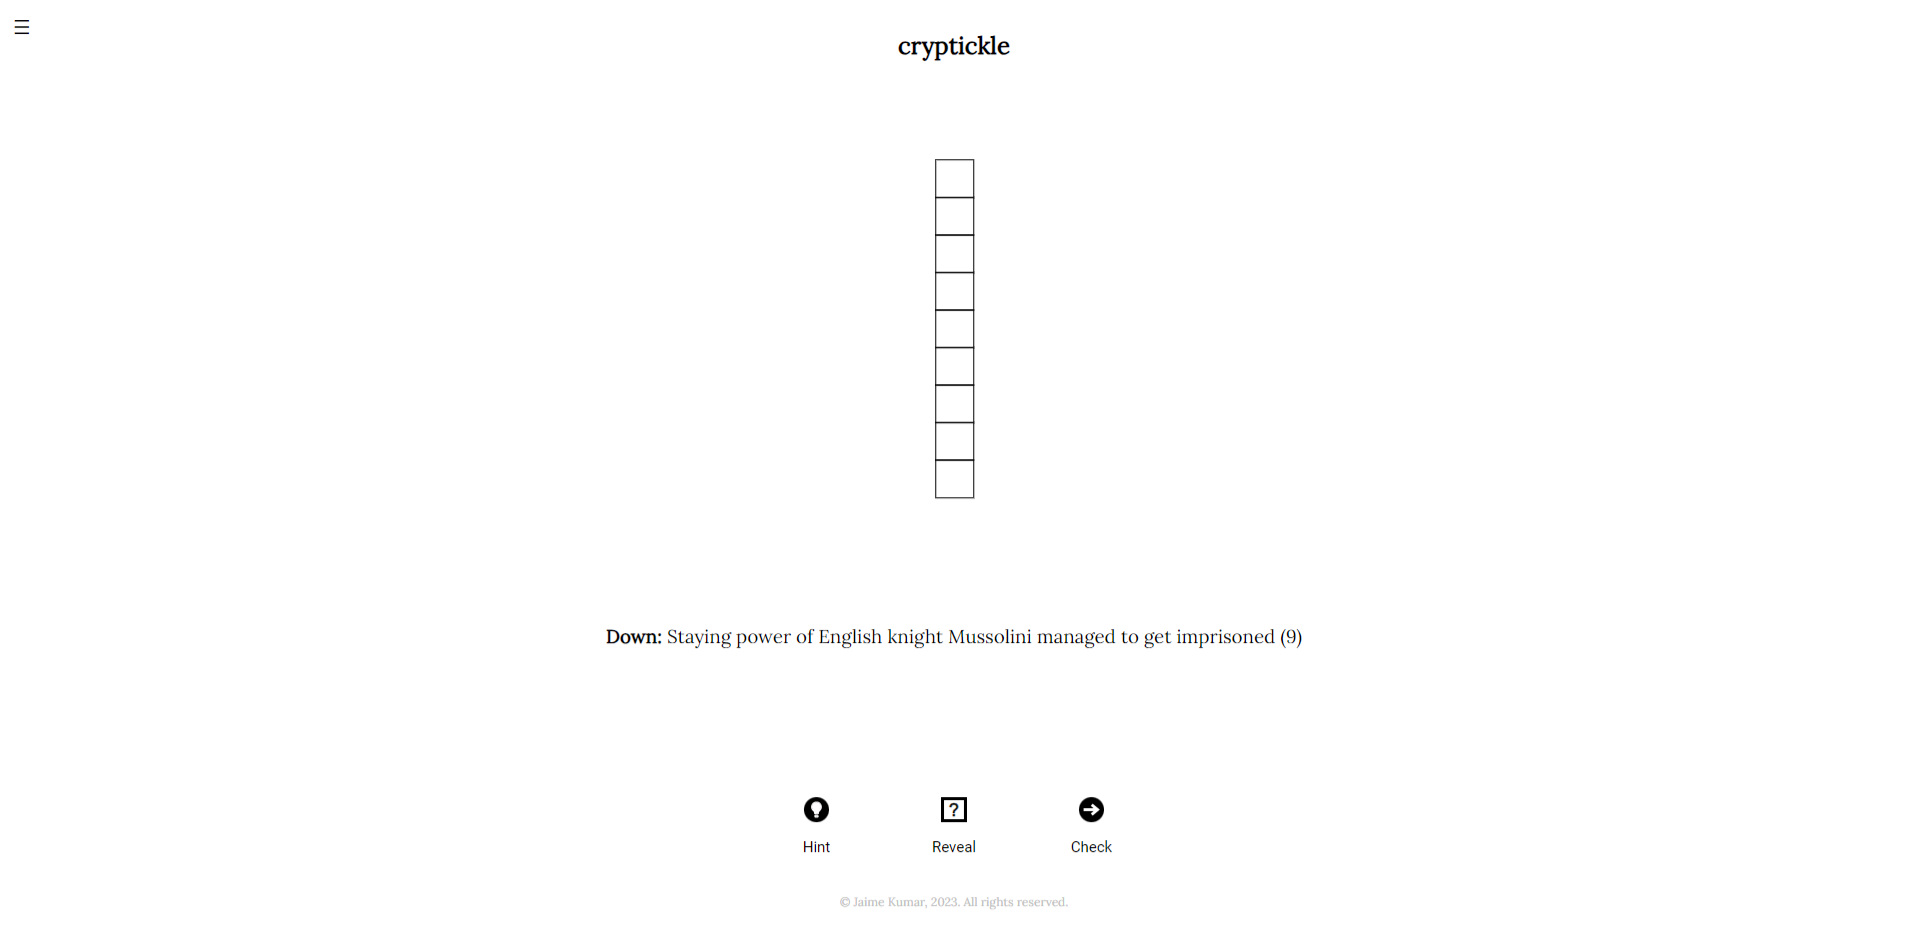 cryptickle
Down: Staying power of English knight Mussolini managed to get imprisoned (9)
?
Hint Reveal Check
© Jaime Kumar, 2023. All rights reserved.